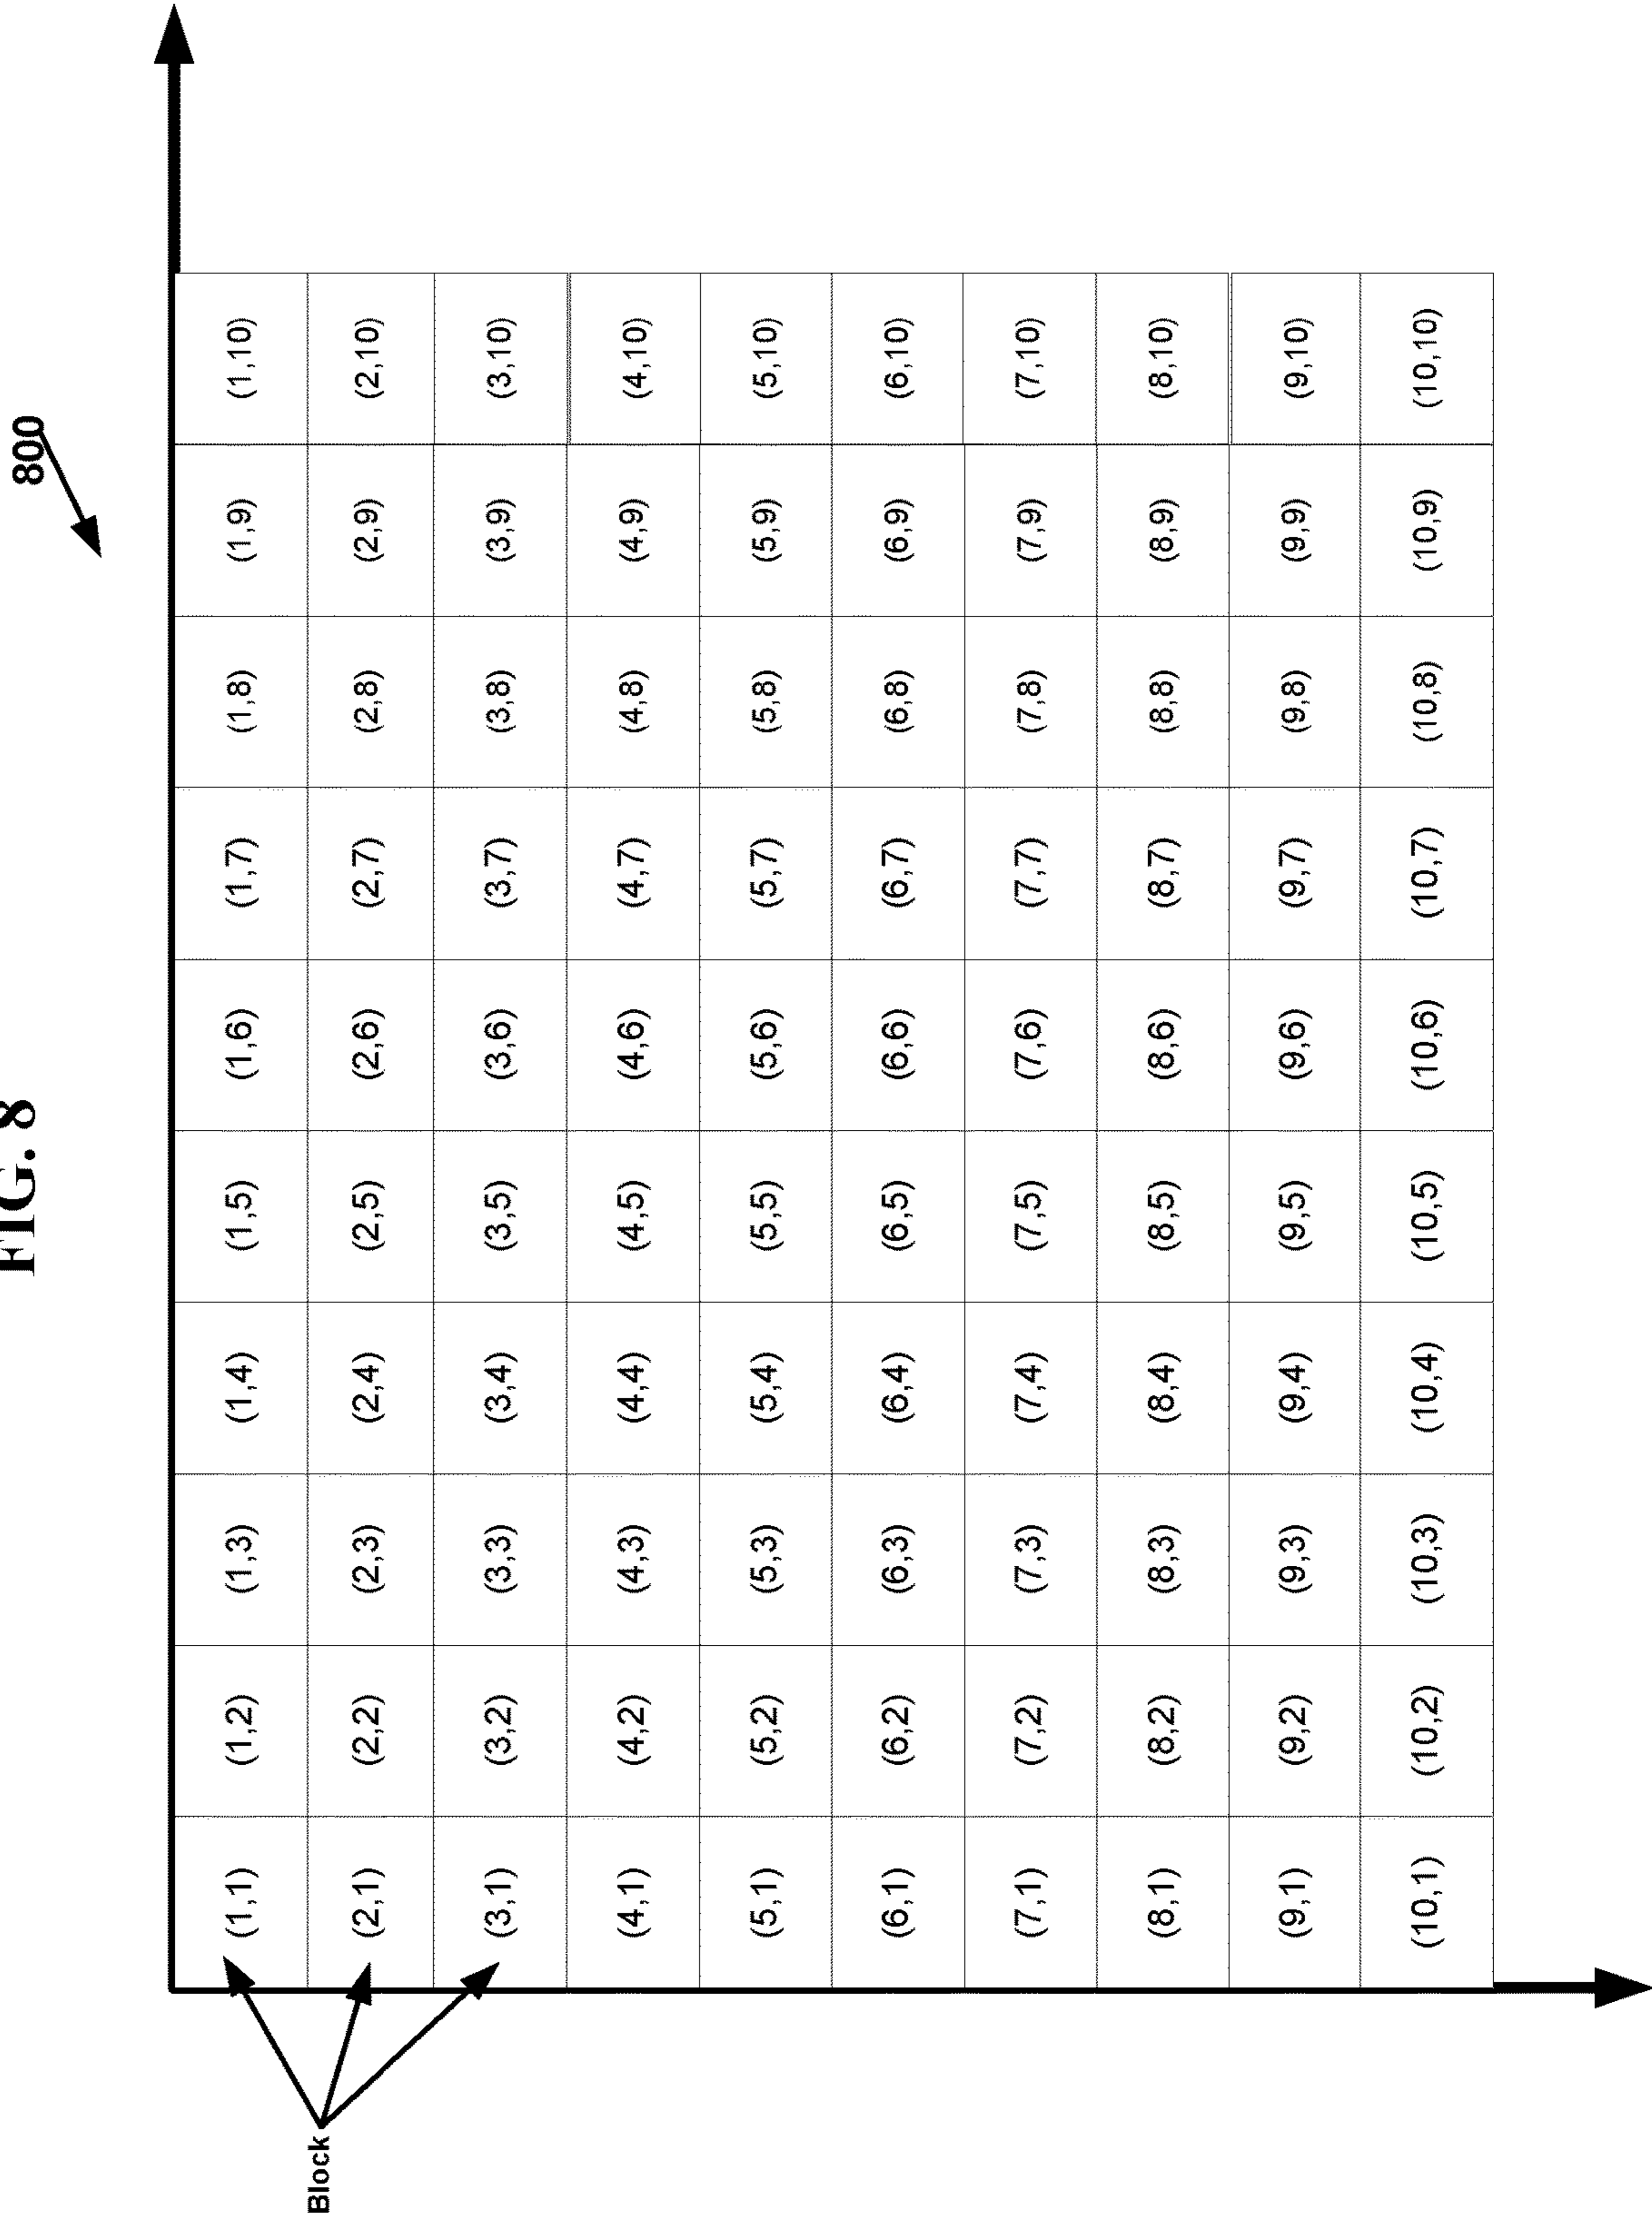 FIG. 8
800
Block
(1,1) (1,2) (1,3) (1,4) (1,5) (1,6) (1,7) (1,8) (1,9) (1,10)
(2,1) (2,2) (2,3) (2,4) (2,5) (2,6) (2,7) (2,8) (2,9) (2,10)
(3,1) (3,2) (3,3) (3,4) (3,5) (3,6) (3,7) (3,8) (3,9) (3,10)
(4,1) (4,2) (4,3) (4,4) (4,5) (4,6) (4,7) (4,8) (4,9) (4,10)
(5,1) (5,2) (5,3) (5,4) (5,5) (5,6) (5,7) (5,8) (5,9) (5,10)
(6,1) (6,2) (6,3) (6,4) (6,5) (6,6) (6,7) (6,8) (6,9) (6,10)
(7,1) (7,2) (7,3) (7,4) (7,5) (7,6) (7,7) (7,8) (7,9) (7,10)
(8,1) (8,2) (8,3) (8,4) (8,5) (8,6) (8,7) (8,8) (8,9) (8,10)
(9,1) (9,2) (9,3) (9,4) (9,5) (9,6) (9,7) (9,8) (9,9) (9,10)
(10,1) (10,2) (10,3) (10,4) (10,5) (10,6) (10,7) (10,8) (10,9) (10,10)